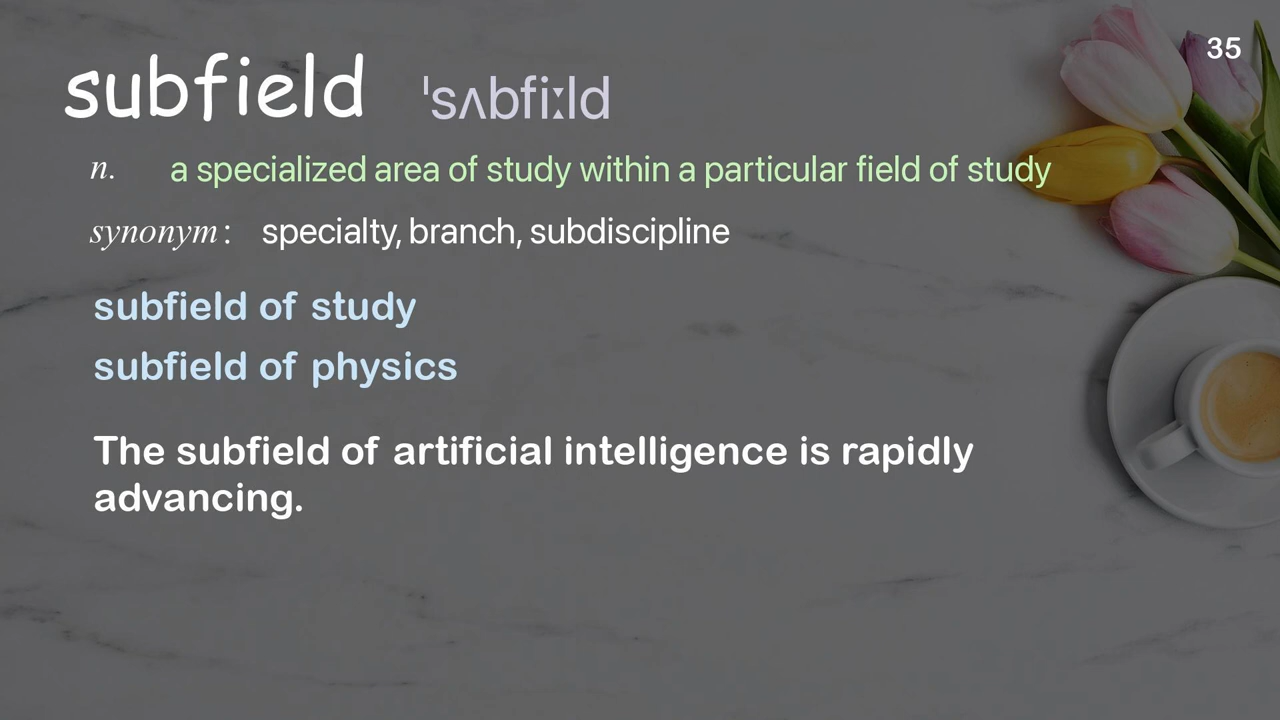 35
subfield ˈsʌbfiːld
n. a specialized area of study within a particular field of study
synonym: specialty, branch, subdiscipline
subfield of study
subfield of physics
The subfield of artificial intelligence is rapidly
advancing.